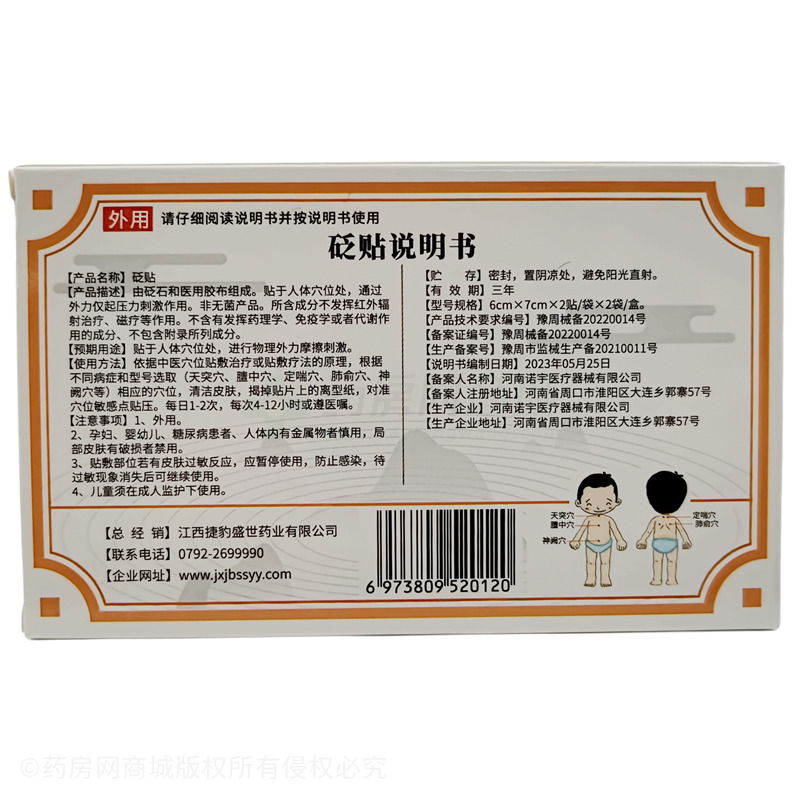 外用 请仔细阅读说明书并按说明书使用
砭贴说明书
【产品名称】砭贴
【产品描述】由砭石和医用胶布组成。贴于人体穴位处，通过
外力仅起压力刺激作用。非无菌产品。所含成分不发挥红外辐
射治疗、磁疗等作用。不含有发挥药理学、免疫学或者代谢作
用的成分、不包含附录所列成分。
【预期用途】贴于人体穴位处，进行物理外力摩擦刺激。
【使用方法】依据中医穴位贴敷治疗或贴敷疗法的原理，根据
不同病症和型号选取（天突穴、膻中穴、定喘穴、肺俞穴、神
阙穴等）相应的穴位，清洁皮肤，揭掉贴片上的离型纸，对准
穴位敏感点贴压。每日1-2次，每次4-12小时或遵医嘱。
【注意事项】1、外用。
2、孕妇、婴幼儿、糖尿病患者、人体内有金属物者慎用，局
部皮肤有破损者禁用。
3、贴敷部位若有皮肤过敏反应，应暂停使用，防止感染，待
过敏现象消失后可继续使用。
4、儿童须在成人监护下使用。
【贮 存】密封，置阴凉处，避免阳光直射。
【有 效 期】三年
【型号规格】6cm×7cm×2贴/袋×2袋/盒。
【产品技术要求编号】豫周械备20220014号
【备案证编号】豫周械备20220014号
【生产备案号】豫周市监械生产备20210011号
【说明书编制日期】2023年05月25日
【备案人名称】河南诺宇医疗器械有限公司
【备案人注册地址】河南省周口市淮阳区大连乡郭寨57号
【生产企业】河南诺宇医疗器械有限公司
【生产企业地址】河南省周口市淮阳区大连乡郭寨57号
天突穴
膻中穴
神阙穴
定喘穴
肺俞穴
【总 经 销】江西捷豹盛世药业有限公司
【联系电话】0792-2699990
【企业网址】www.jxjbssyy.com
6 973809 520120
©药房网商城版权所有侵权必究